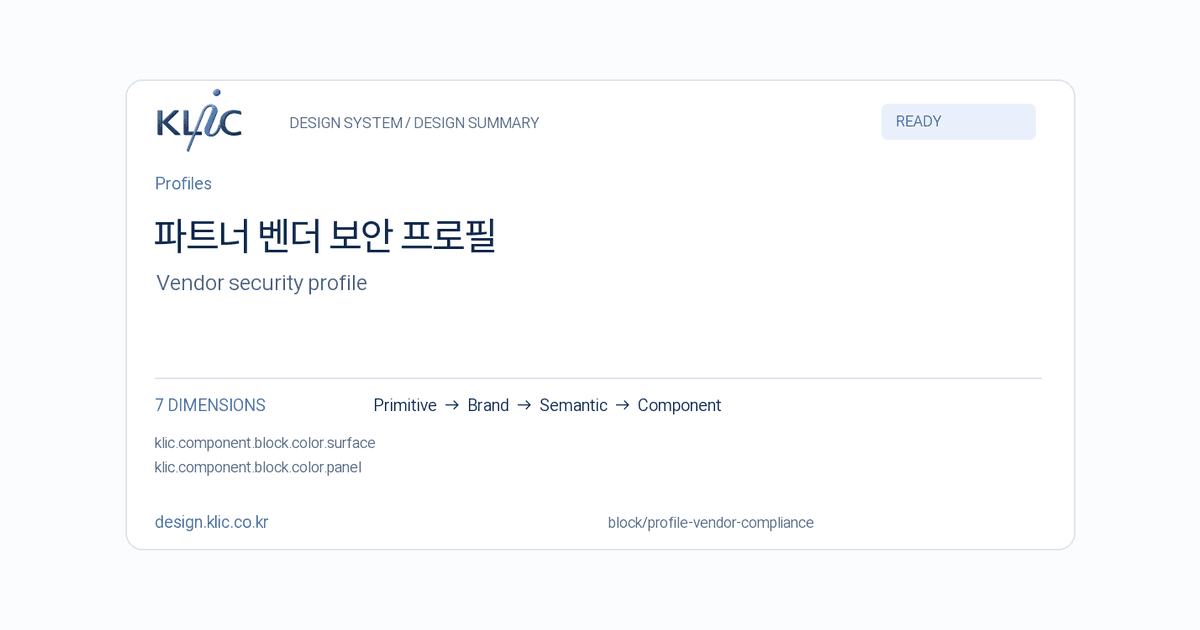 KLiC
DESIGN SYSTEM / DESIGN SUMMARY
READY
Profiles
파트너 벤더 보안 프로필
Vendor security profile
7 DIMENSIONS
Primitive → Brand → Semantic → Component
klic.component.block.color.surface
klic.component.block.color.panel
design.klic.co.kr
block/profile-vendor-compliance